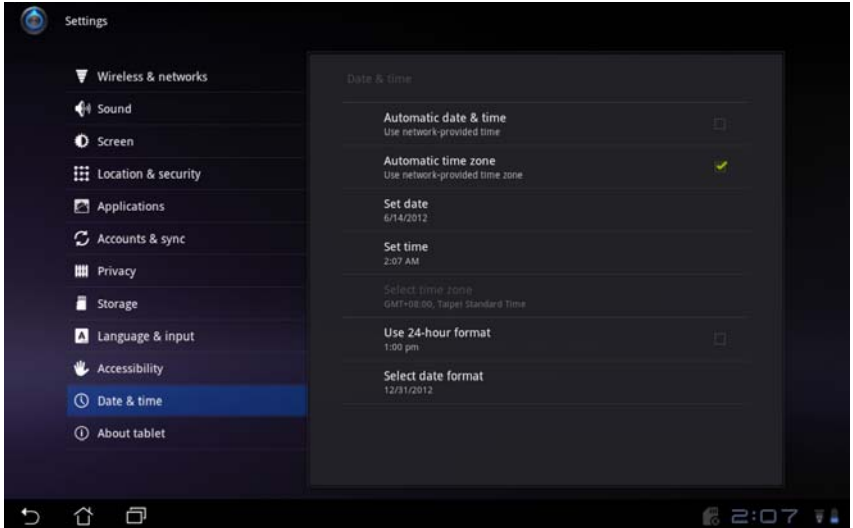 Settings
Wireless & networks
Sound
Screen
Location & security
Applications
Accounts & sync
Privacy
Storage
Language & input
Accessibility
Date & time
About tablet
Date & time
Automatic date & time
Use network-provided time
Automatic time zone
Use network-provided time zone
Set date
6/14/2012
Set time
2:07 AM
Select time zone
GMT+08:00, Taipei Standard Time
Use 24-hour format
1:00 pm
Select date format
12/31/2012
2:07